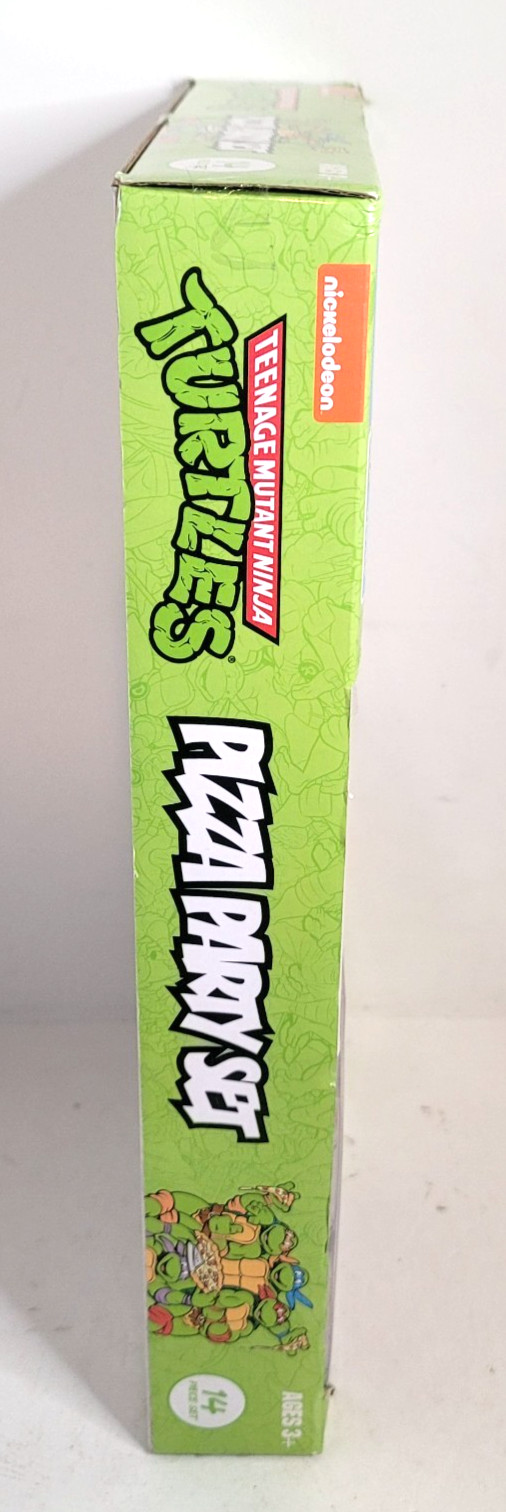 nickelodeon
TEENAGE MUTANT NINJA
TURTLES
PIZZA PARTY SET
14
PIECE SET
AGES 3+